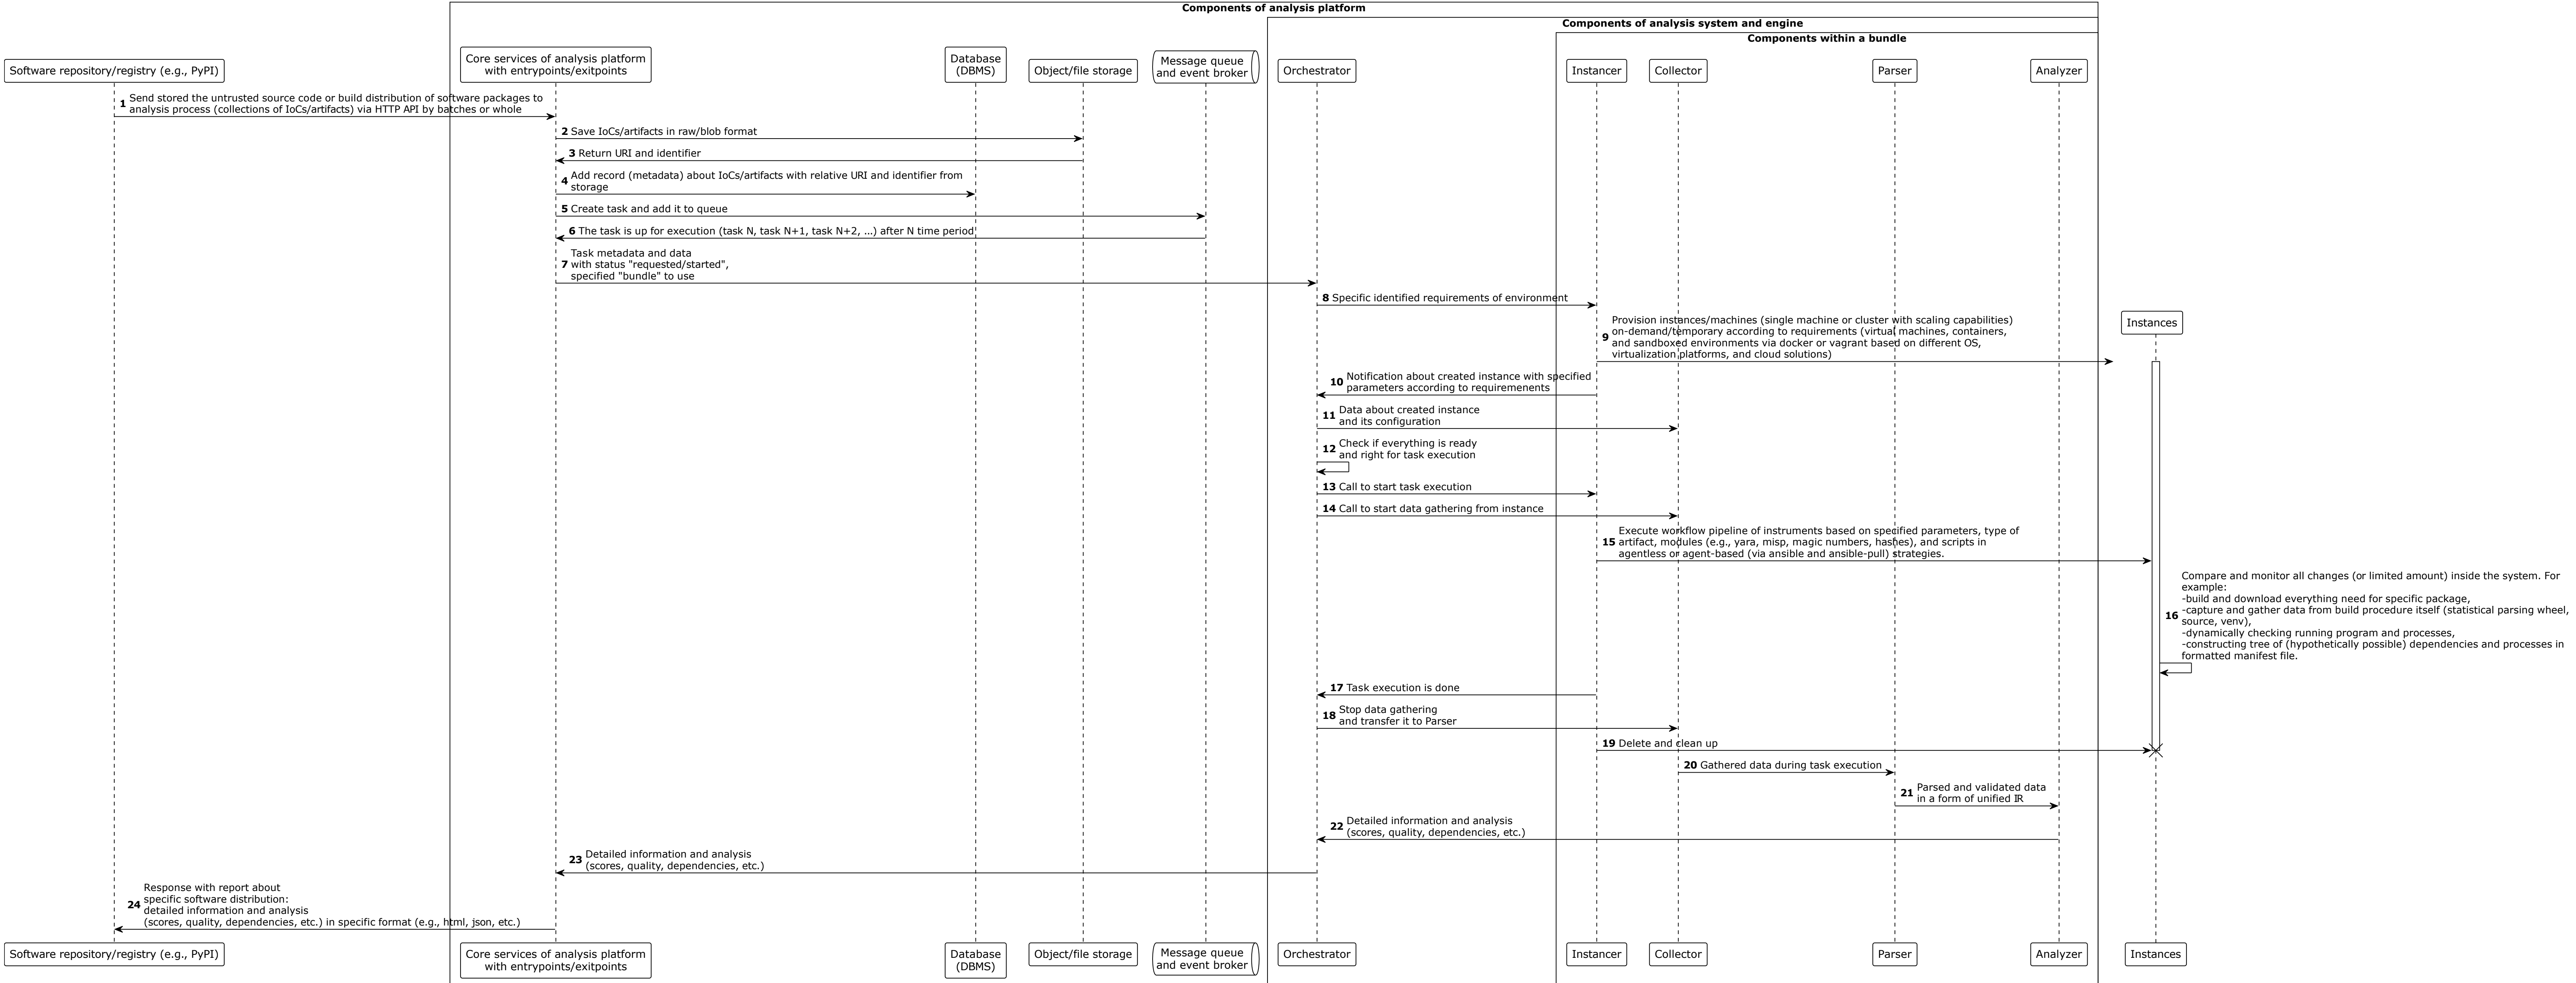 Components of analysis platform
Components of analysis system and engine
Components within a bundle
Software repository/registry (e.g., PyPI)
Core services of analysis platform
with entrypoints/exitpoints
Database
(DBMS)
Object/file storage
Message queue
and event broker
Orchestrator
Instancer
Collector
Parser
Analyzer
1 Send stored the untrusted source code or build distribution of software packages to
analysis process (collections of IoCs/artifacts) via HTTP API by batches or whole
2 Save IoCs/artifacts in raw/blob format
3 Return URI and identifier
4 Add record (metadata) about IoCs/artifacts with relative URI and identifier from
storage
5 Create task and add it to queue
6 The task is up for execution (task N, task N+1, task N+2, ...) after N time period
7 Task metadata and data
with status "requested/started",
specified "bundle" to use
8 Specific identified requirements of environment
Instances
9 Provision instances/machines (single machine or cluster with scaling capabilities)
on-demand/temporary according to requirements (virtual machines, containers,
and sandboxed environments via docker or vagrant based on different OS,
virtualization platforms, and cloud solutions)
10 Notification about created instance with specified
parameters according to requiremenents
11 Data about created instance
and its configuration
12 Check if everything is ready
and right for task execution
13 Call to start task execution
14 Call to start data gathering from instance
15 Execute workflow pipeline of instruments based on specified parameters, type of
artifact, modules (e.g., yara, misp, magic numbers, hashes), and scripts in
agentless or agent-based (via ansible and ansible-pull) strategies.
16 Compare and monitor all changes (or limited amount) inside the system. For
example:
-build and download everything need for specific package,
-capture and gather data from build procedure itself (statistical parsing wheel,
source, venv),
-dynamically checking running program and processes,
-constructing tree of (hypothetically possible) dependencies and processes in
formatted manifest file.
17 Task execution is done
18 Stop data gathering
and transfer it to Parser
19 Delete and clean up
20 Gathered data during task execution
21 Parsed and validated data
in a form of unified IR
22 Detailed information and analysis
(scores, quality, dependencies, etc.)
23 Detailed information and analysis
(scores, quality, dependencies, etc.)
24 Response with report about
specific software distribution:
detailed information and analysis
(scores, quality, dependencies, etc.) in specific format (e.g., html, json, etc.)
Software repository/registry (e.g., PyPI)
Core services of analysis platform
with entrypoints/exitpoints
Database
(DBMS)
Object/file storage
Message queue
and event broker
Orchestrator
Instancer
Collector
Parser
Analyzer
Instances